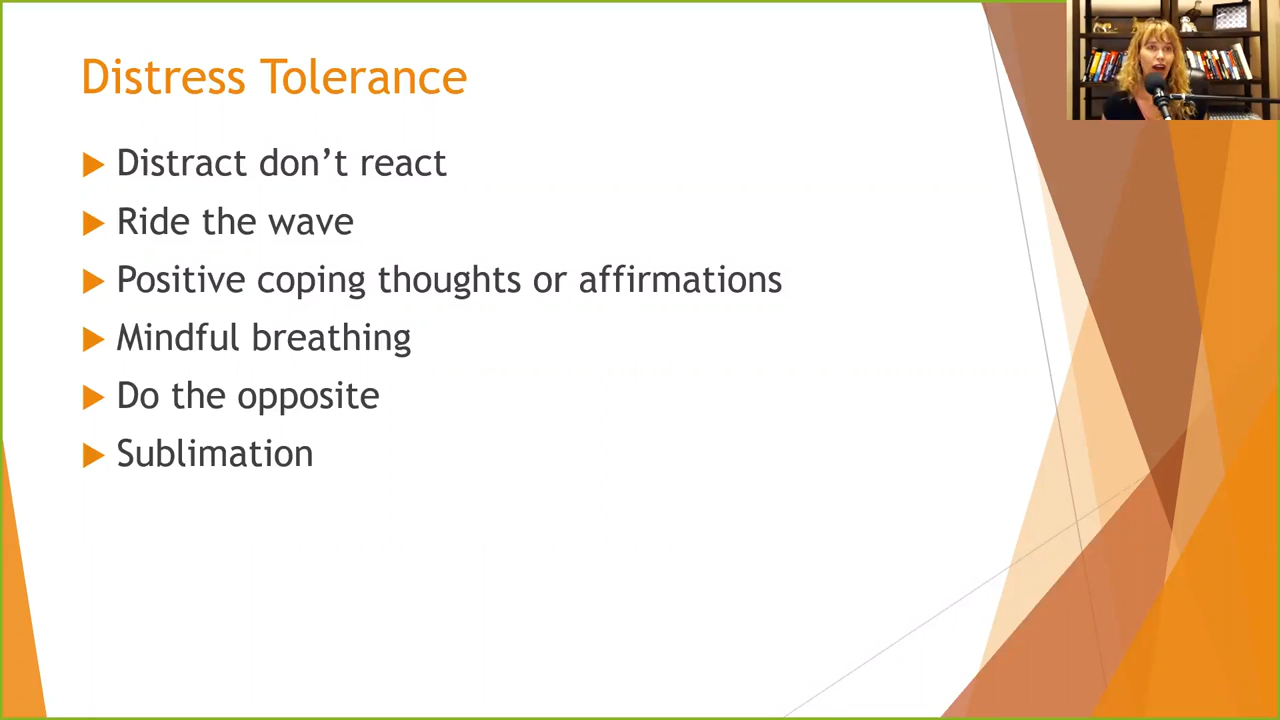 Distress Tolerance
Distract don’t react
Ride the wave
Positive coping thoughts or affirmations
Mindful breathing
Do the opposite
Sublimation